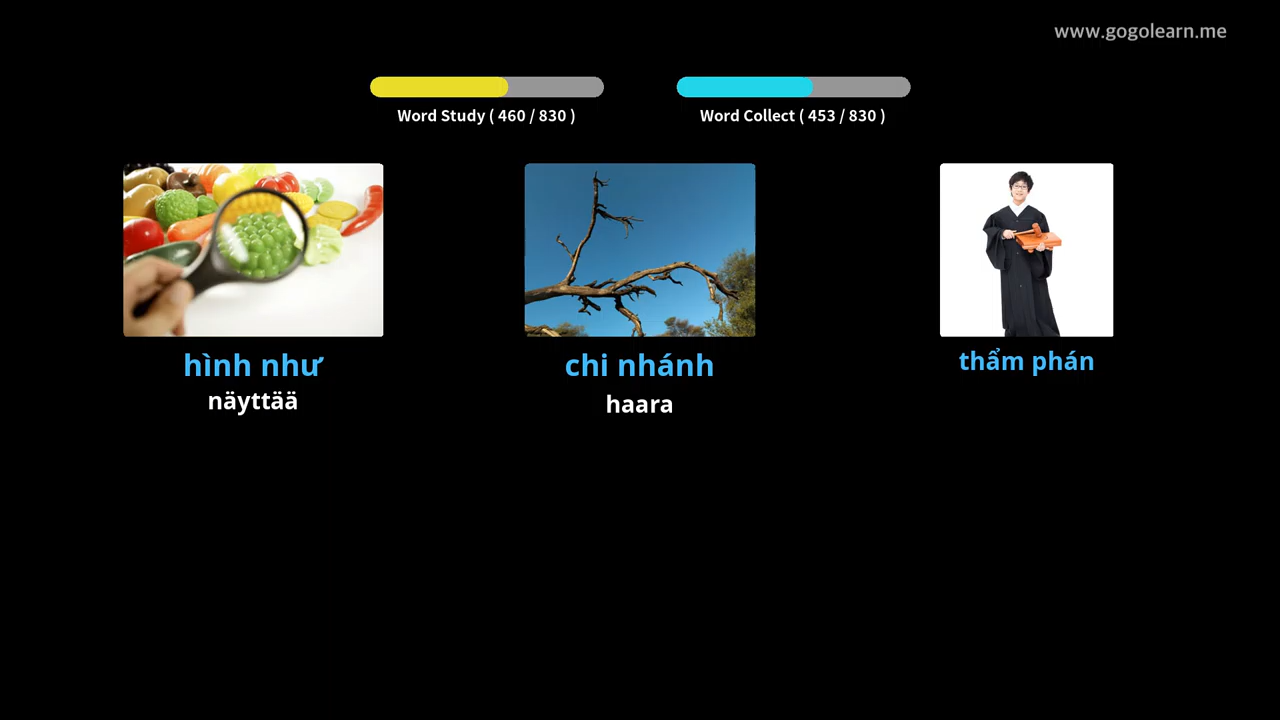 www.gogolearn.me
Word Study ( 460 / 830 )
Word Collect ( 453 / 830 )
hình như
näyttää
chi nhánh
haara
thẩm phán